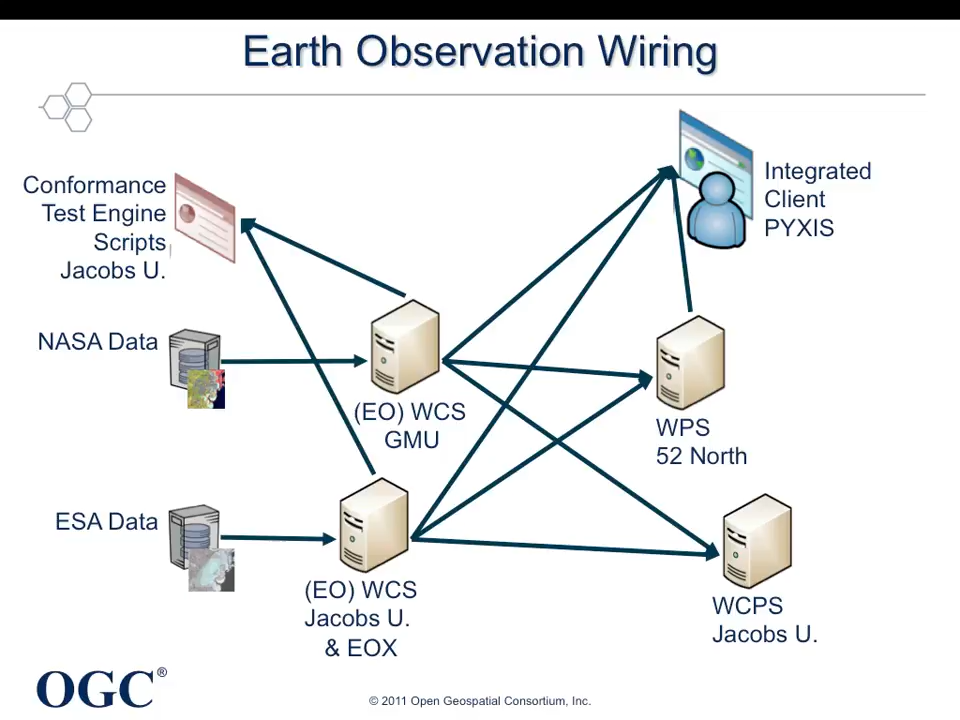 Earth Observation Wiring
Conformance
Test Engine
Scripts
Jacobs U.
Integrated
Client
PYXIS
NASA Data
(EO) WCS
GMU
WPS
52 North
ESA Data
(EO) WCS
Jacobs U.
& EOX
WCPS
Jacobs U.
OGC®
© 2011 Open Geospatial Consortium, Inc.